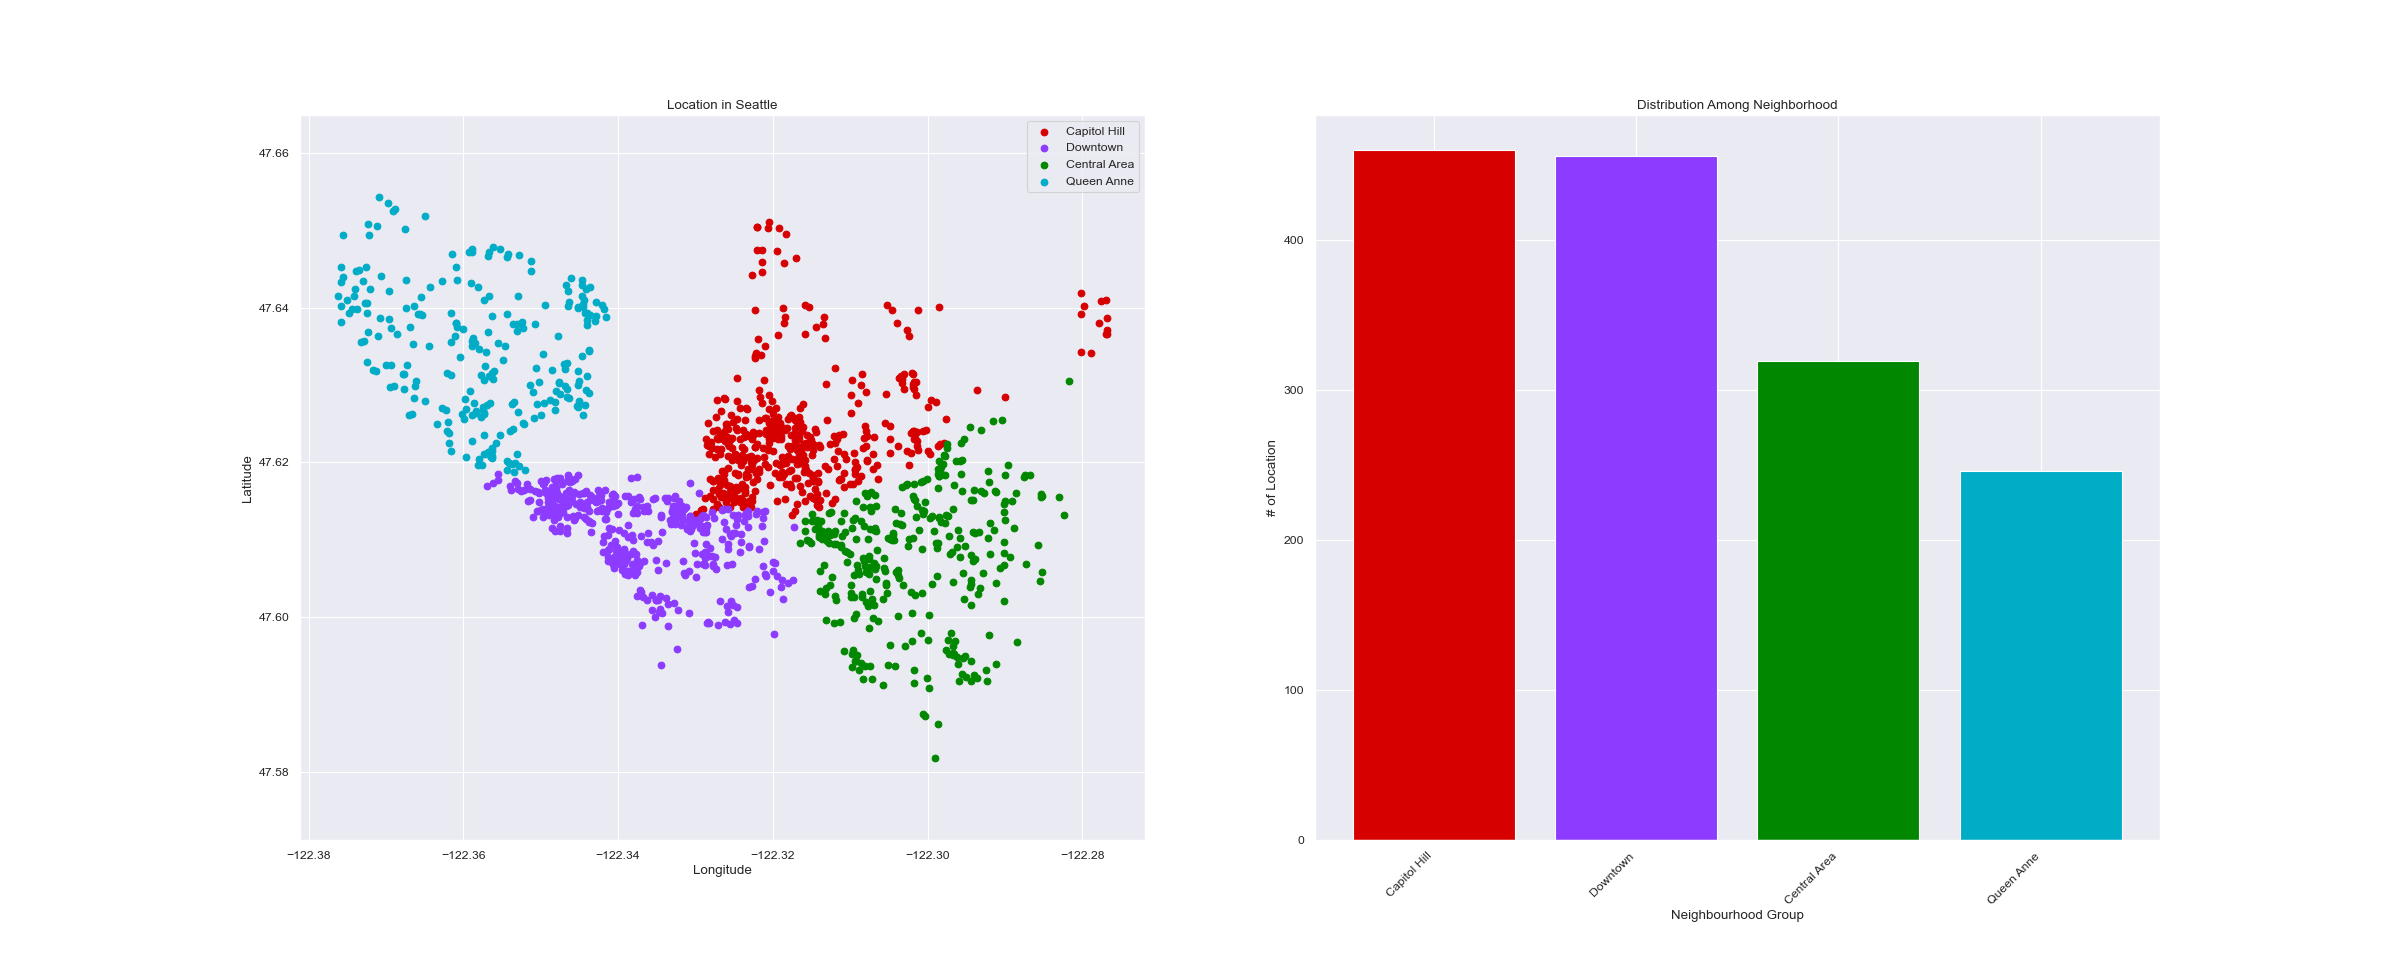 Location in Seattle
Capitol Hill
Downtown
Central Area
Queen Anne
47.66
47.64
47.62
47.60
47.58
Latitude
−122.38
−122.36
−122.34
−122.32
−122.30
−122.28
Longitude
Distribution Among Neighborhood
400
300
200
100
0
# of Location
Capitol Hill
Downtown
Central Area
Queen Anne
Neighbourhood Group